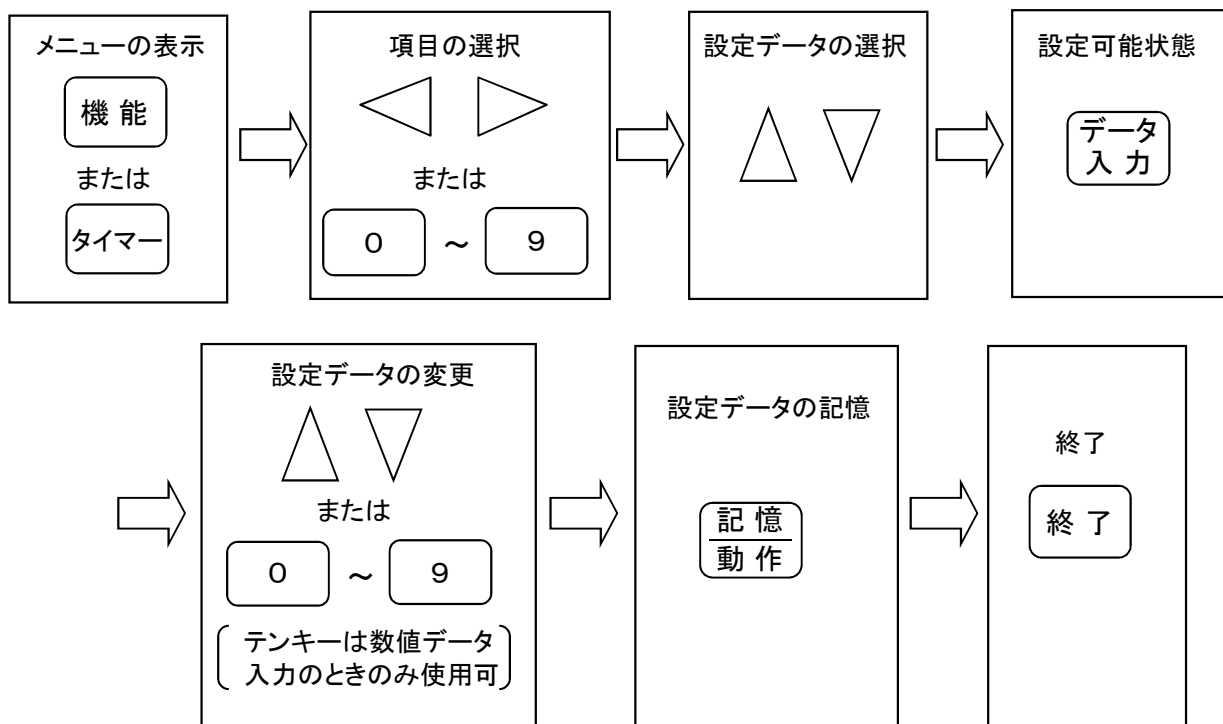 メニューの表示
機 能
または
タイマー
項目の選択
または
０ ～ ９
設定データの選択
設定可能状態
データ
入 力
設定データの変更
または
０ ～ ９
テンキーは数値データ
入力のときのみ使用可
設定データの記憶
記 憶
動 作
終了
終 了